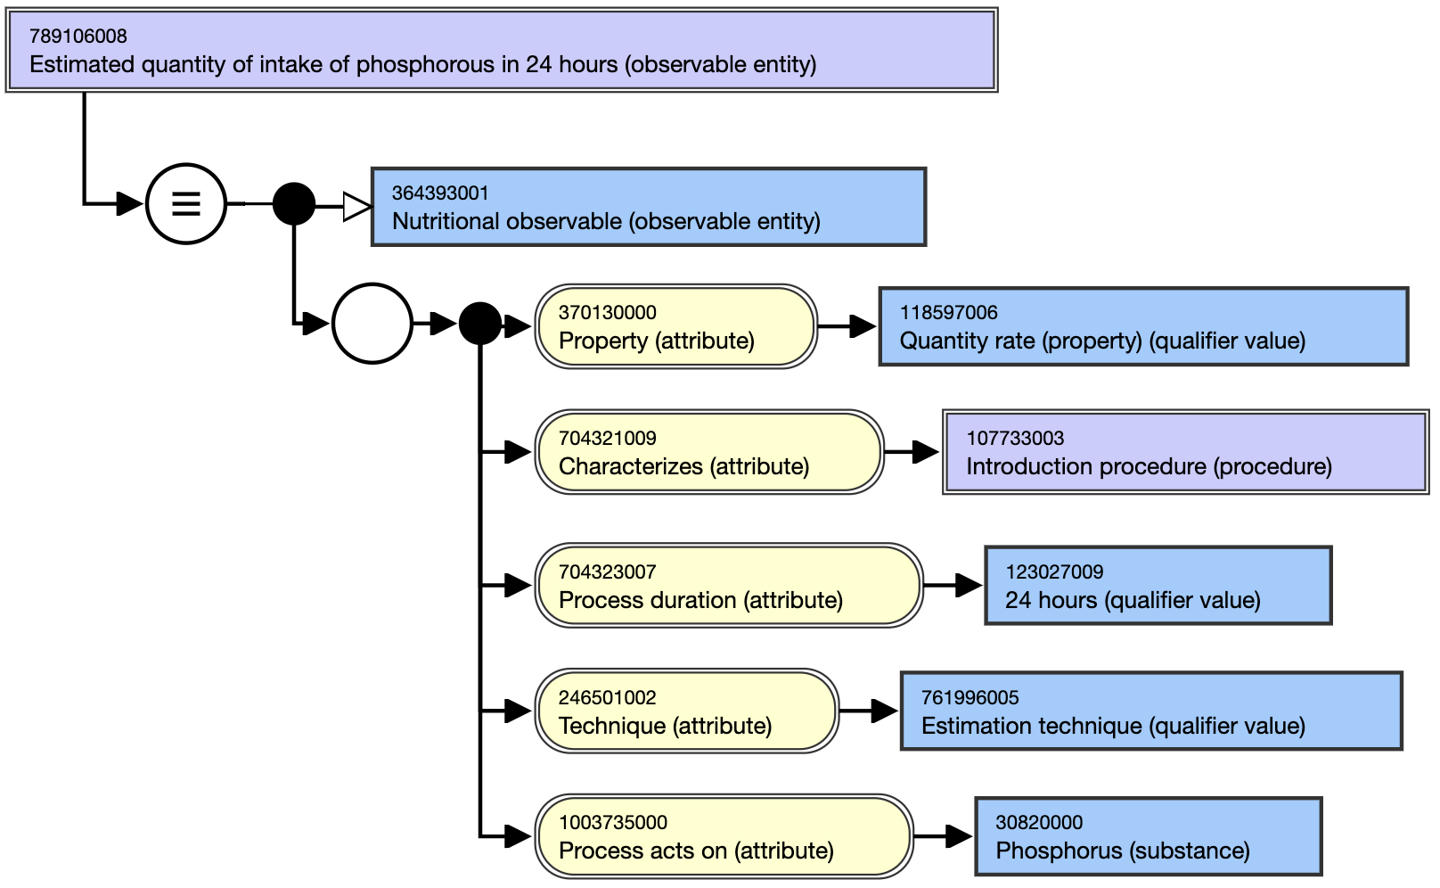 789106008
Estimated quantity of intake of phosphorous in 24 hours (observable entity)
364393001
Nutritional observable (observable entity)
370130000
Property (attribute)
118597006
Quantity rate (property) (qualifier value)
704321009
Characterizes (attribute)
107733003
Introduction procedure (procedure)
704323007
Process duration (attribute)
123027009
24 hours (qualifier value)
246501002
Technique (attribute)
761996005
Estimation technique (qualifier value)
1003735000
Process acts on (attribute)
30820000
Phosphorus (substance)